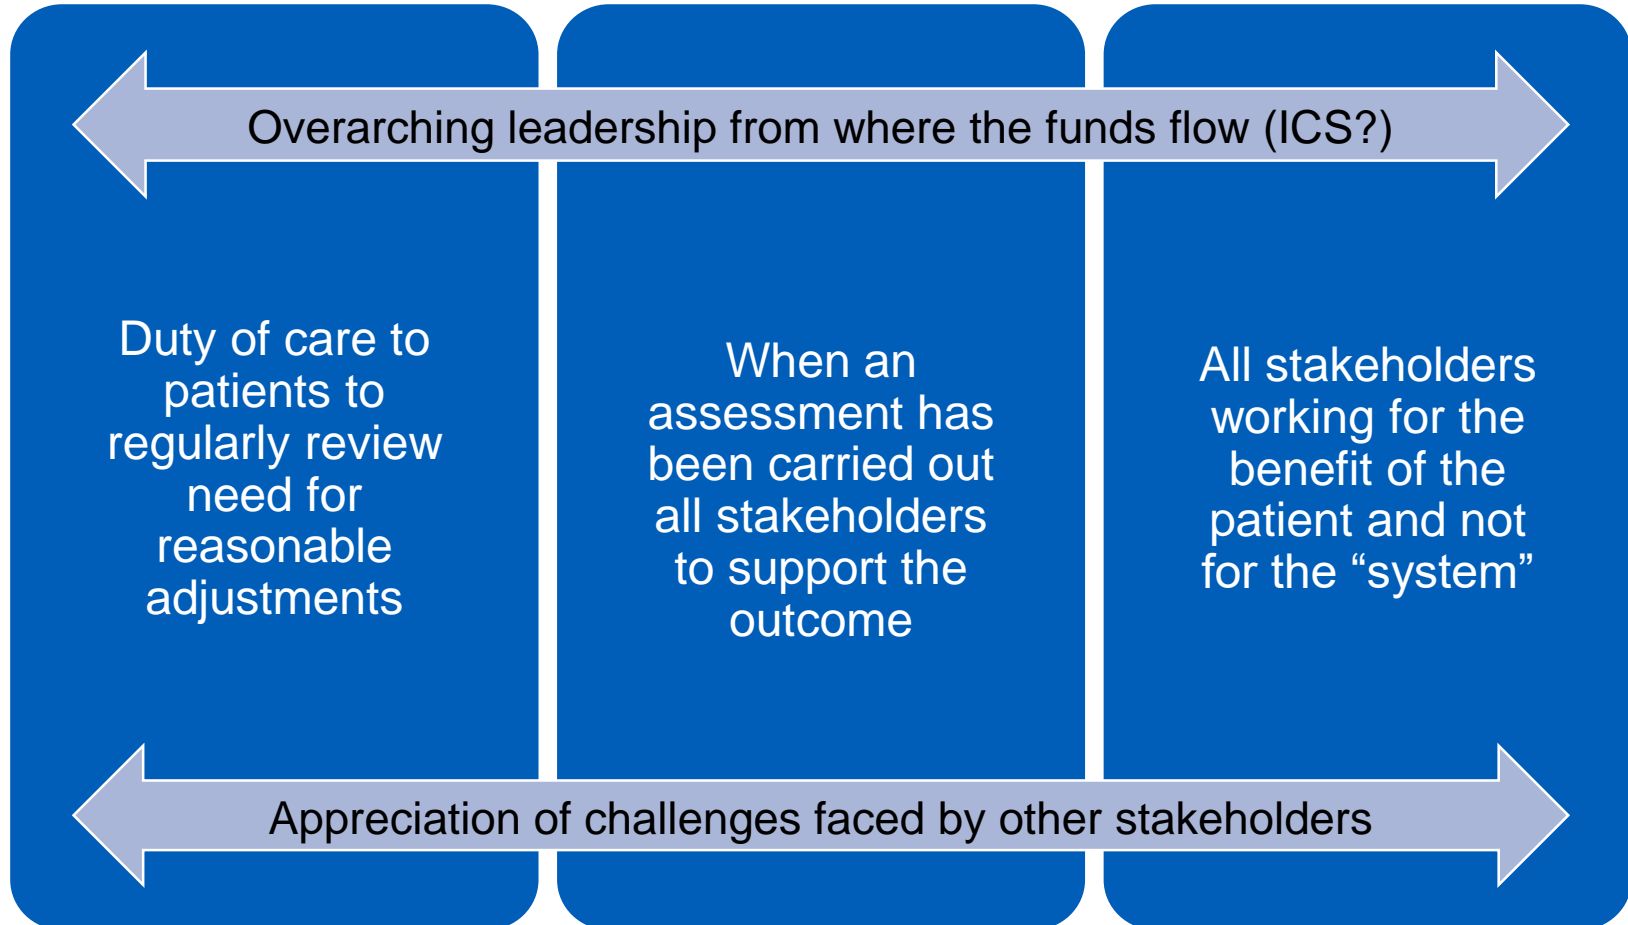 Overarching leadership from where the funds flow (ICS?)
Duty of care to
patients to
regularly review
need for
reasonable
adjustments
When an
assessment has
been carried out
all stakeholders
to support the
outcome
All stakeholders
working for the
benefit of the
patient and not
for the “system”
Appreciation of challenges faced by other stakeholders